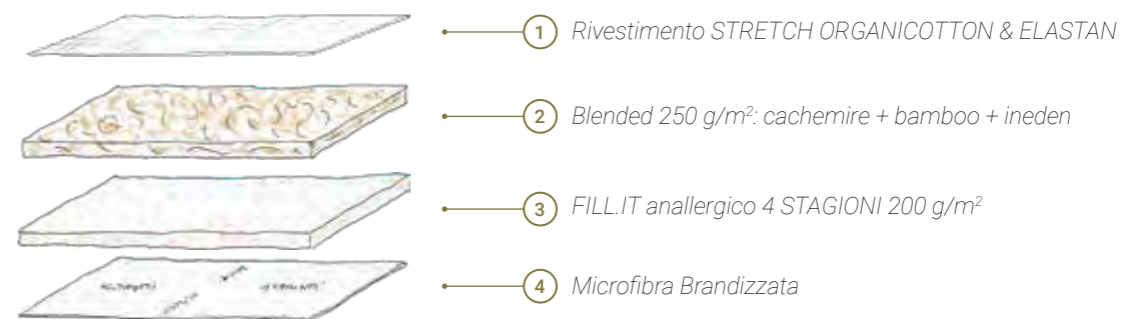 1 Rivestimento STRETCH ORGANICOTTON & ELASTAN
2 Blended 250 g/m²: cachemire + bamboo + ineden
3 FILL.IT anallergico 4 STAGIONI 200 g/m²
4 Microfibra Brandizzata